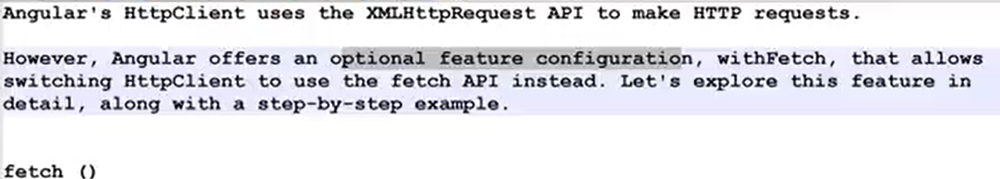 Angular's HttpClient uses the XMLHttpRequest API to make HTTP requests.
However, Angular offers an optional feature configuration, withFetch, that allows
switching HttpClient to use the fetch API instead. Let's explore this feature in
detail, along with a step-by-step example.
fetch ()